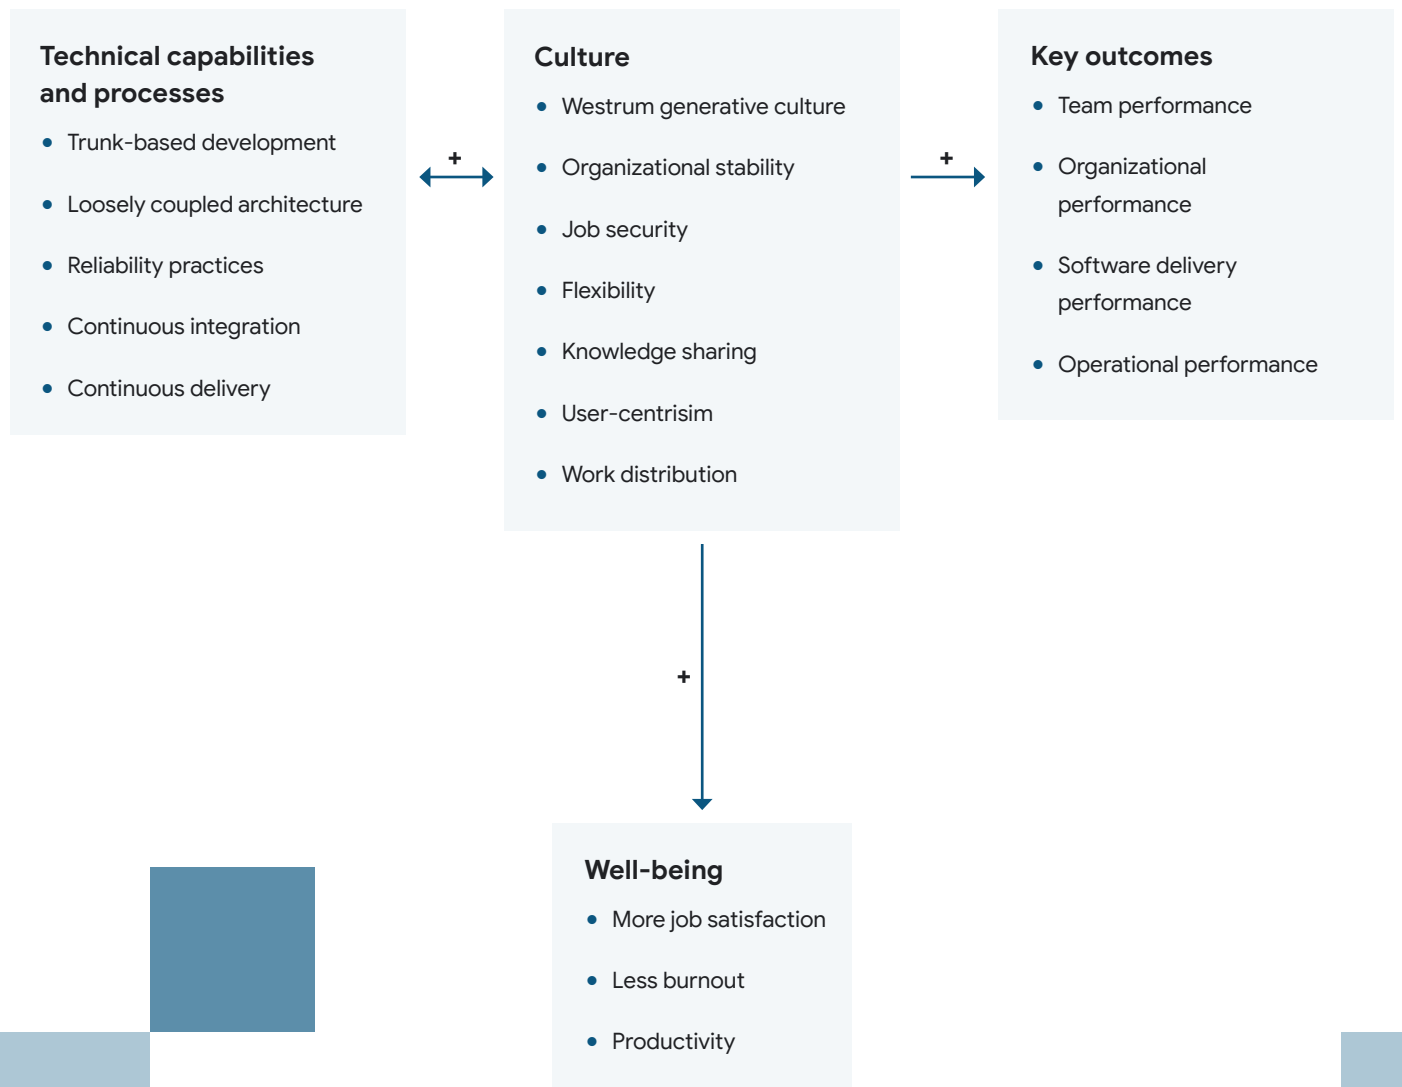 Technical capabilities
and processes
• Trunk-based development
• Loosely coupled architecture
• Reliability practices
• Continuous integration
• Continuous delivery
+
Culture
• Westrum generative culture
• Organizational stability
• Job security
• Flexibility
• Knowledge sharing
• User-centrisim
• Work distribution
+
Key outcomes
• Team performance
• Organizational
performance
• Software delivery
performance
• Operational performance
+
Well-being
• More job satisfaction
• Less burnout
• Productivity